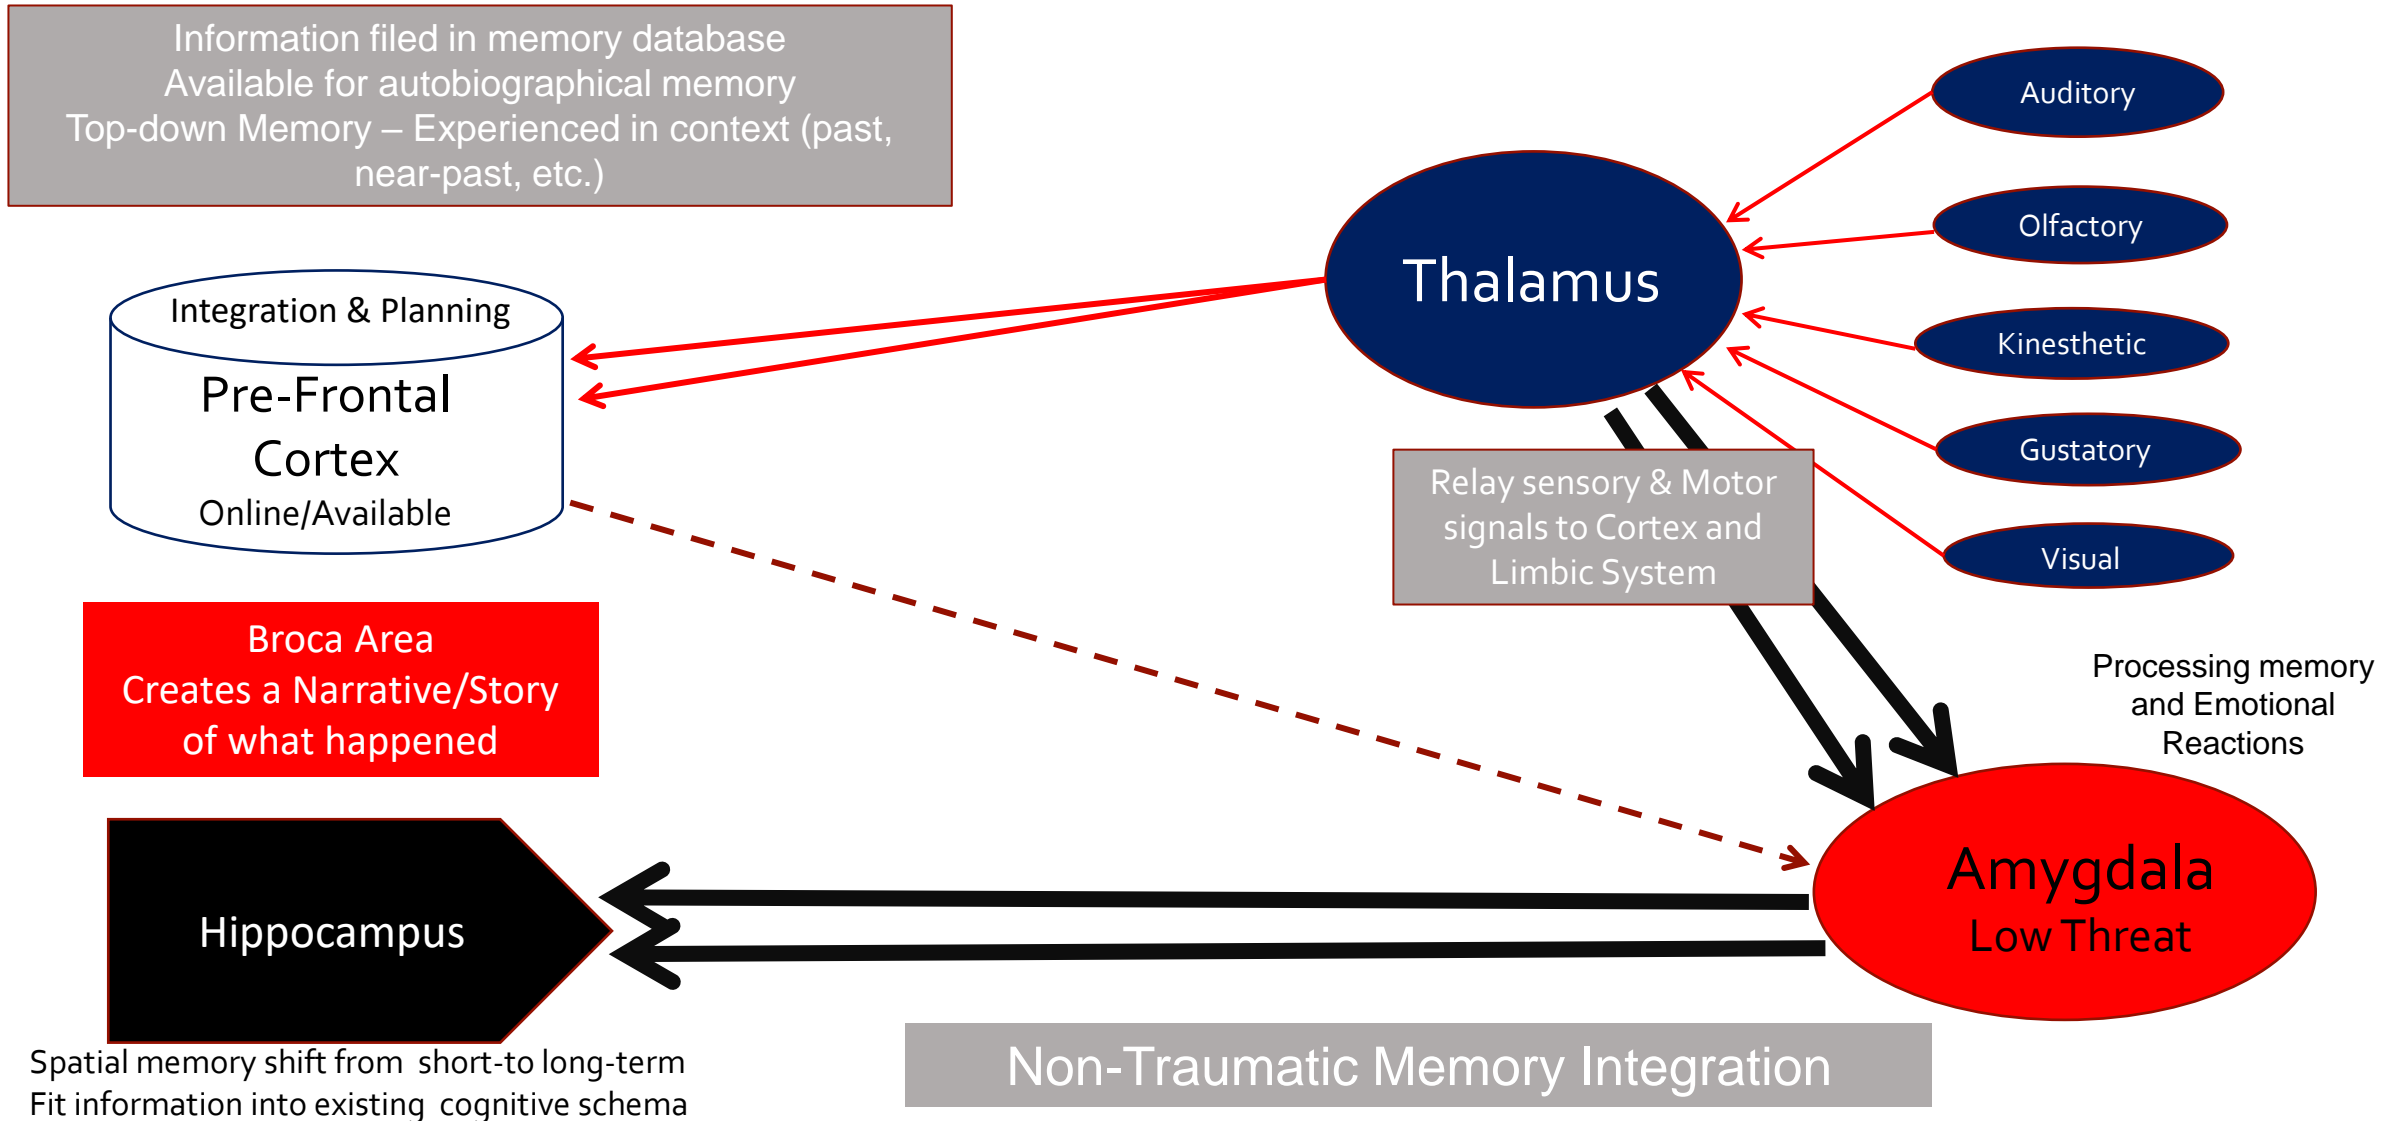 Information filed in memory database
Available for autobiographical memory
Top-down Memory – Experienced in context (past,
near-past, etc.)
Auditory
Olfactory
Kinesthetic
Gustatory
Visual
Thalamus
Integration & Planning
Pre-Frontal
Cortex
Online/Available
Relay sensory & Motor
signals to Cortex and
Limbic System
Broca Area
Creates a Narrative/Story
of what happened
Processing memory
and Emotional
Reactions
Amygdala
Low Threat
Hippocampus
Spatial memory shift from short-to long-term
Fit information into existing cognitive schema
Non-Traumatic Memory Integration